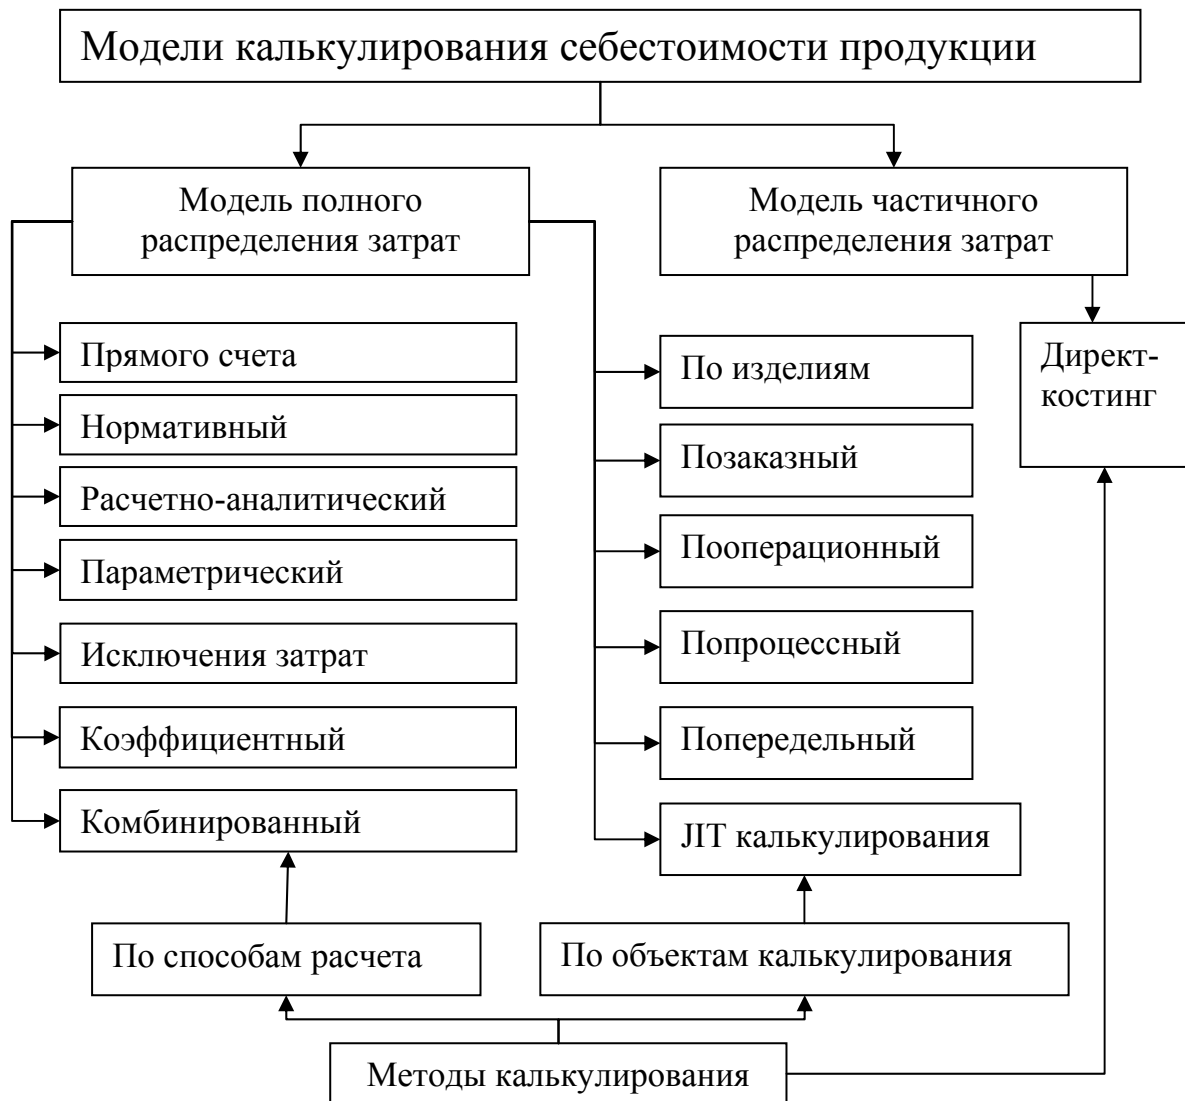 Модели калькулирования себестоимости продукции
Модель полного
распределения затрат
Модель частичного
распределения затрат
Прямого счета
Нормативный
Расчетно-аналитический
Параметрический
Исключения затрат
Коэффициентный
Комбинированный
По изделиям
Позаказный
Пооперационный
Попроцессный
Попередельный
JIT калькулирования
Директ-
костинг
По способам расчета
По объектам калькулирования
Методы калькулирования